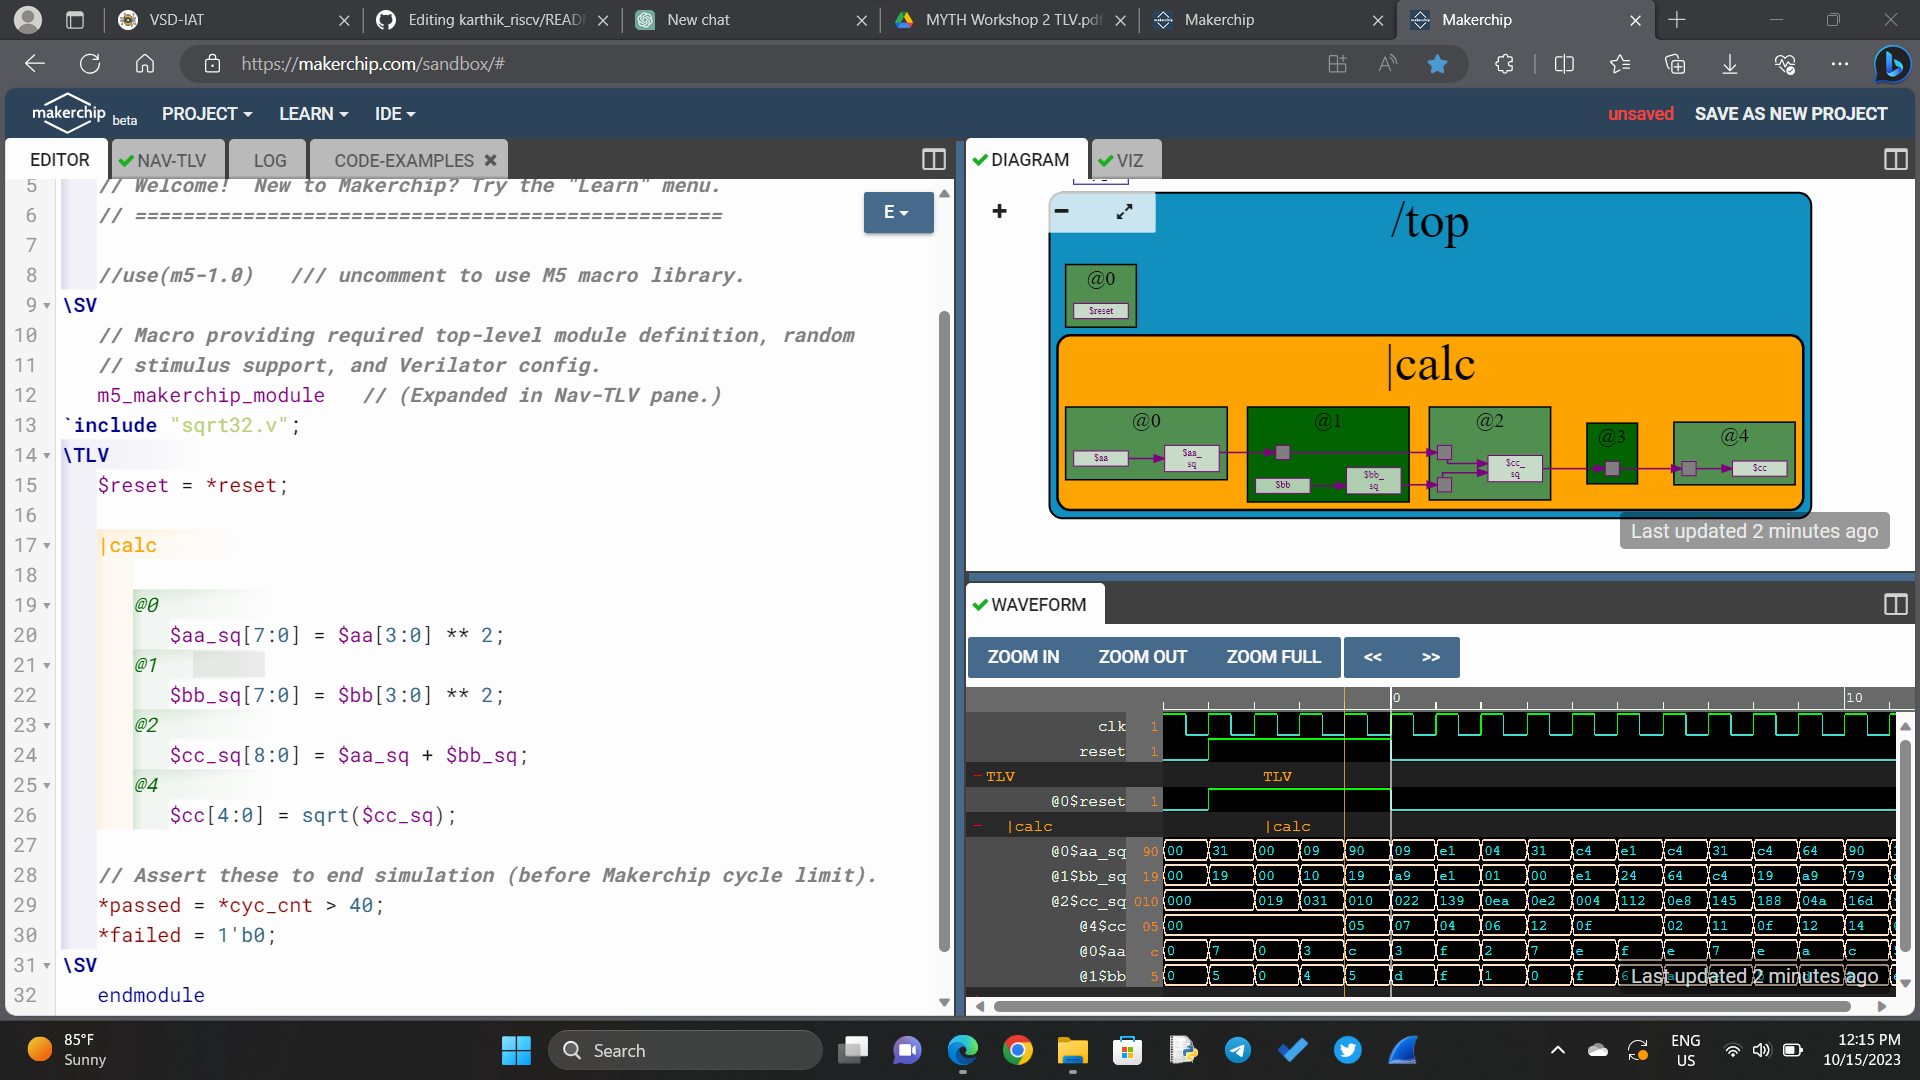 VSD-IAT
Editing karthik_riscv/READ
New chat
MYTH Workshop 2 TLV.pdf
Makerchip
Makerchip
https://makerchip.com/sandbox/#
makerchip beta
PROJECT
LEARN
IDE
unsaved
SAVE AS NEW PROJECT
EDITOR
NAV-TLV
LOG
CODE-EXAMPLES
E
5 // Welcome!  New to Makerchip? Try the "Learn" menu.
6 // =================================================
7
8 //use(m5-1.0)   /// uncomment to use M5 macro library.
9 \SV
10 // Macro providing required top-level module definition, random
11 // stimulus support, and Verilator config.
12 m5_makerchip_module   // (Expanded in Nav-TLV pane.)
13 `include "sqrt32.v";
14 \TLV
15 $reset = *reset;
16
17 |calc
18
19 @0
20 $aa_sq[7:0] = $aa[3:0] ** 2;
21 @1
22 $bb_sq[7:0] = $bb[3:0] ** 2;
23 @2
24 $cc_sq[8:0] = $aa_sq + $bb_sq;
25 @4
26 $cc[4:0] = sqrt($cc_sq);
27
28 // Assert these to end simulation (before Makerchip cycle limit).
29 *passed = *cyc_cnt > 40;
30 *failed = 1'b0;
31 \SV
32 endmodule
DIAGRAM
VIZ
/top
@0
$reset
|calc
@0
$aa
$aa_
sq
@1
$bb
$bb_
sq
@2
$cc_
sq
@3
@4
$cc
Last updated 2 minutes ago
WAVEFORM
ZOOM IN
ZOOM OUT
ZOOM FULL
<<
>>
0 10
clk 1
reset 1
TLV TLV
@0$reset 1
|calc |calc
@0$aa_sq 90 00 31 00 09 90 09 e1 04 31 c4 e1 c4 31 c4 64 90
@1$bb_sq 19 00 19 00 10 19 a9 e1 01 00 e1 24 64 c4 19 a9 79
@2$cc_sq 010 000 019 031 010 022 139 0ea 0e2 004 112 0e8 145 188 04a 16d
@4$cc 05 00 05 07 04 06 12 0f 02 11 0f 12 14
@0$aa c 0 7 0 3 c 3 f 2 7 e f e 7 e a c
@1$bb 5 0 5 0 4 5 d f 1 0 f
Last updated 2 minutes ago
85°F
Sunny
Search
ENG
US
12:15 PM
10/15/2023